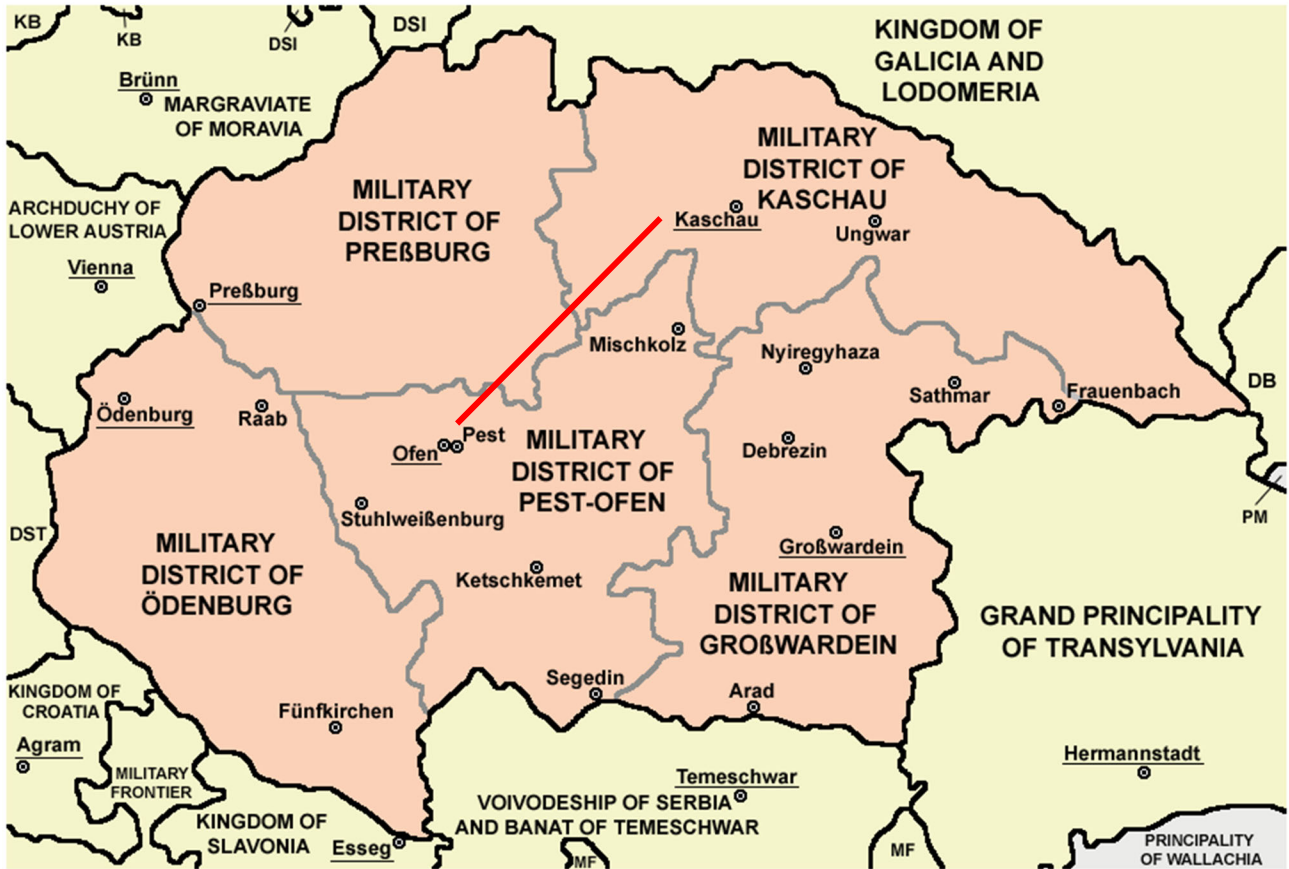 KB
KB
DSI
DSI
KINGDOM OF
GALICIA AND
LODOMERIA
Brünn
MARGRAVIATE
OF MORAVIA
MILITARY
DISTRICT OF
KASCHAU
MILITARY
DISTRICT OF
PREßBURG
ARCHDUCHY OF
LOWER AUSTRIA
Kaschau
Ungwar
Vienna
Preßburg
Mischkolz
Nyiregyhaza
DB
Ödenburg
Raab
Sathmar
Frauenbach
Pest
Ofen
MILITARY
DISTRICT OF
PEST-OFEN
Debrezin
Stuhlweißenburg
PM
DST
MILITARY
DISTRICT OF
ÖDENBURG
Großwardein
Ketschkemet
MILITARY
DISTRICT OF
GROßWARDEIN
GRAND PRINCIPALITY
OF TRANSYLVANIA
Segedin
Arad
KINGDOM OF
CROATIA
Fünfkirchen
Agram
MILITARY
FRONTIER
Temeschwar
Hermannstadt
VOIVODESHIP OF SERBIA
AND BANAT OF TEMESCHWAR
KINGDOM OF
SLAVONIA
Esseg
MF
MF
PRINCIPALITY
OF WALLACHIA